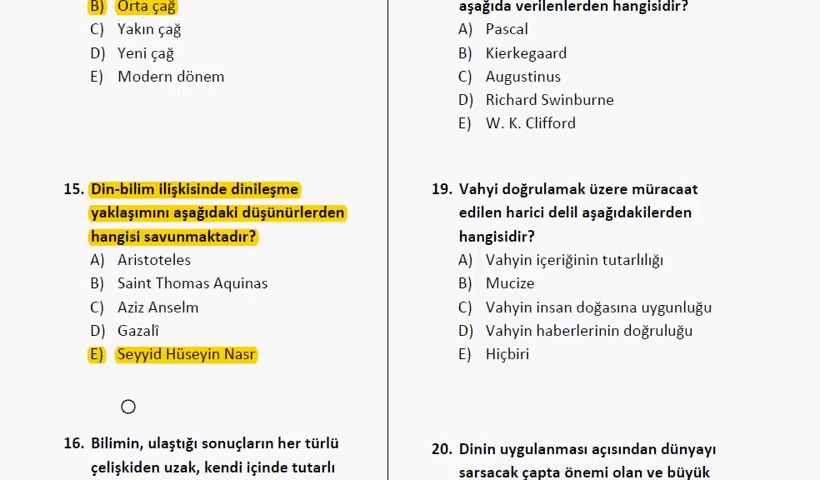 B) Orta çağ
C) Yakın çağ
D) Yeni çağ
E) Modern dönem
15. Din-bilim ilişkisinde dinileşme
yaklaşımını aşağıdaki düşünürlerden
hangisi savunmaktadır?
A) Aristoteles
B) Saint Thomas Aquinas
C) Aziz Anselm
D) Gazalî
E) Seyyid Hüseyin Nasr
16. Bilimin, ulaştığı sonuçların her türlü
çelişkiden uzak, kendi içinde tutarlı
aşağıda verilenlerden hangisidir?
A) Pascal
B) Kierkegaard
C) Augustinus
D) Richard Swinburne
E) W. K. Clifford
19. Vahyi doğrulamak üzere müracaat
edilen harici delil aşağıdakilerden
hangisidir?
A) Vahyin içeriğinin tutarlılığı
B) Mucize
C) Vahyin insan doğasına uygunluğu
D) Vahyin haberlerinin doğruluğu
E) Hiçbiri
20. Dinin uygulanması açısından dünyayı
sarsacak çapta önemi olan ve büyük